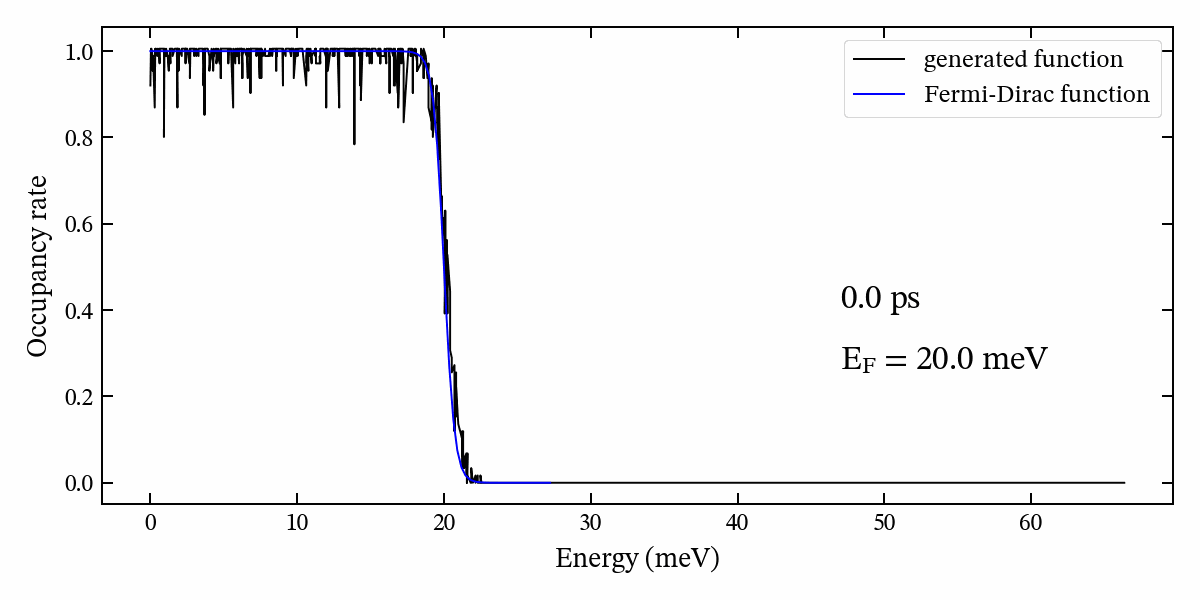 generated function
Fermi-Dirac function
1.0
0.8
0.6
0.4
0.2
0.0
Occupancy rate
0.0 ps
E_F = 20.0 meV
0 10 20 30 40 50 60
Energy (meV)